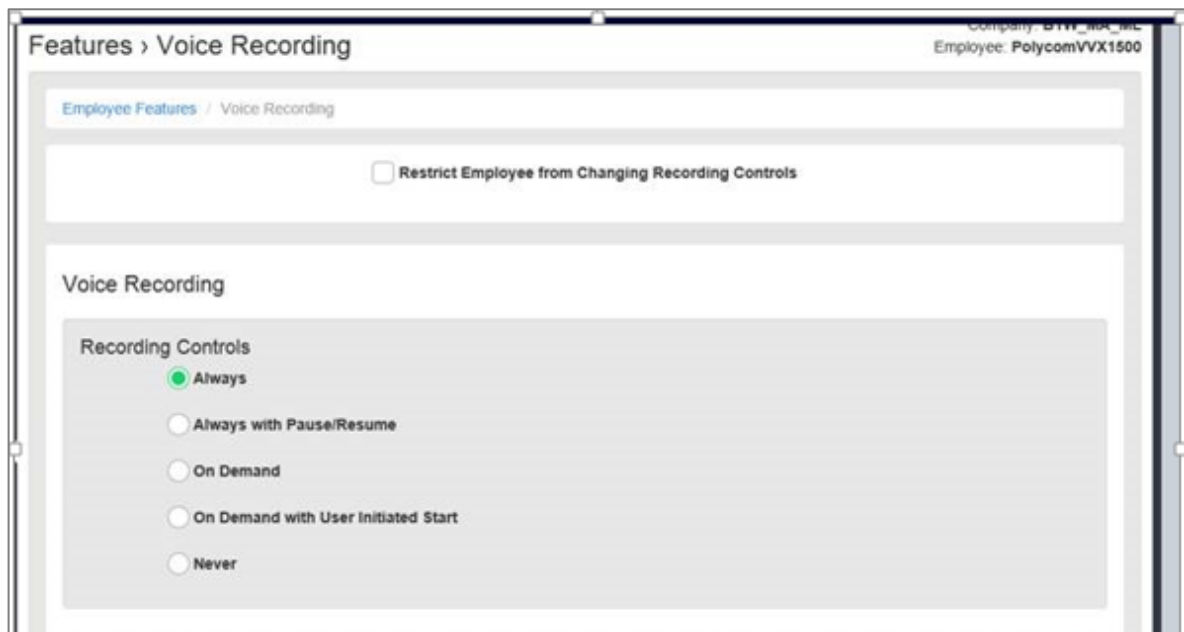 Features › Voice Recording
Company:
Employee: PolycomVVX1500
Employee Features / Voice Recording
Restrict Employee from Changing Recording Controls
Voice Recording
Recording Controls
Always
Always with Pause/Resume
On Demand
On Demand with User Initiated Start
Never